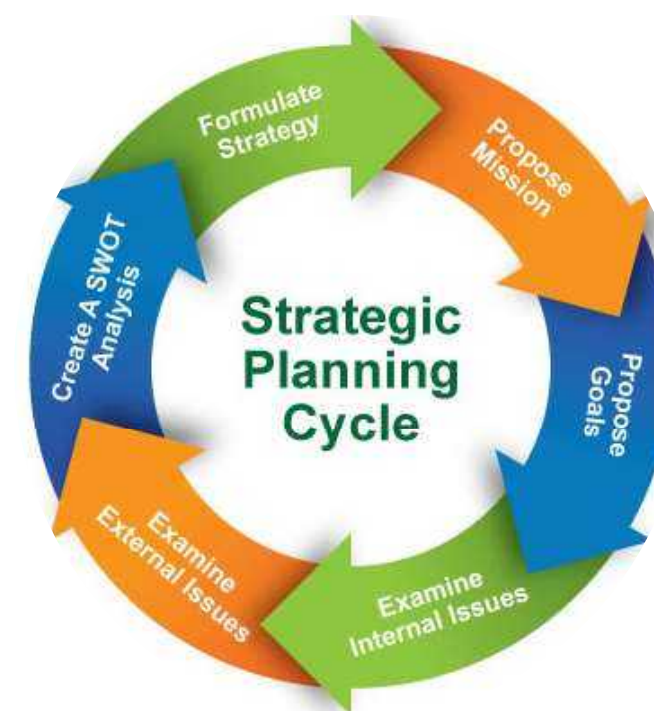 Strategic
Planning
Cycle
Formulate
Strategy
Propose
Mission
Propose
Goals
Examine
Internal Issues
Examine
External Issues
Create A SWOT
Analysis